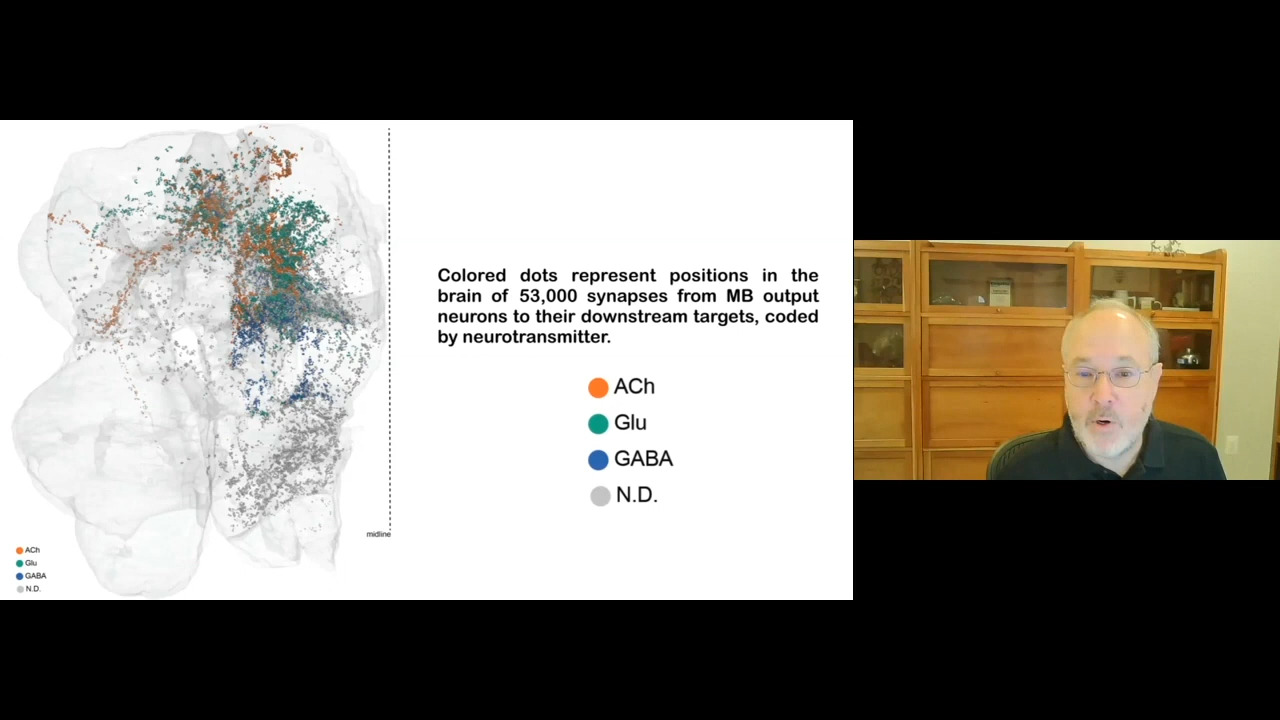 Colored dots represent positions in the
brain of 53,000 synapses from MB output
neurons to their downstream targets, coded
by neurotransmitter.
ACh
Glu
GABA
N.D.
midline
ACh
Glu
GABA
N.D.